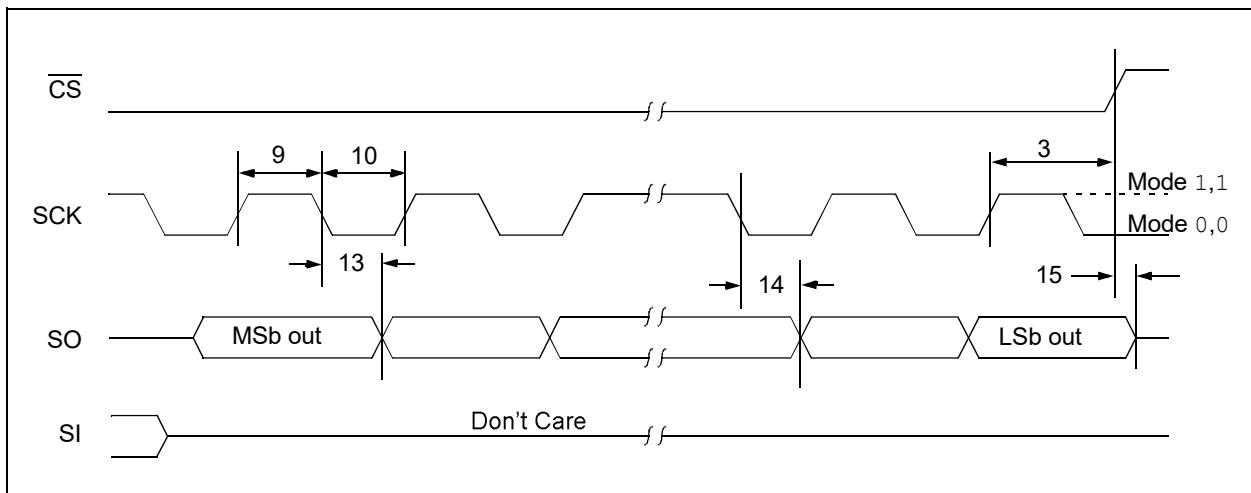 CS
9
10
3
SCK
Mode 1,1
Mode 0,0
13
14
15
SO
MSb out
LSb out
SI
Don't Care